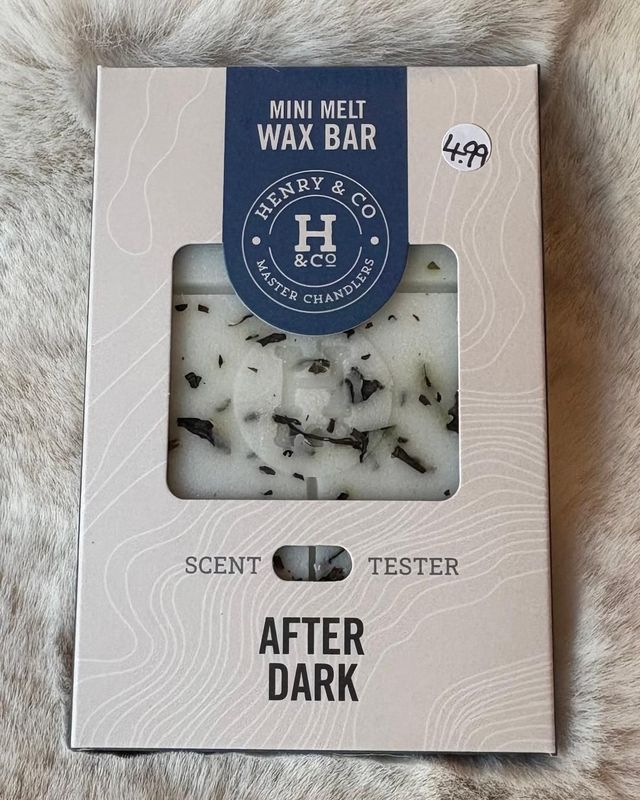 MINI MELT
WAX BAR
4.99
HENRY & CO
H
& CO
MASTER CHANDLERS
SCENT TESTER
AFTER
DARK